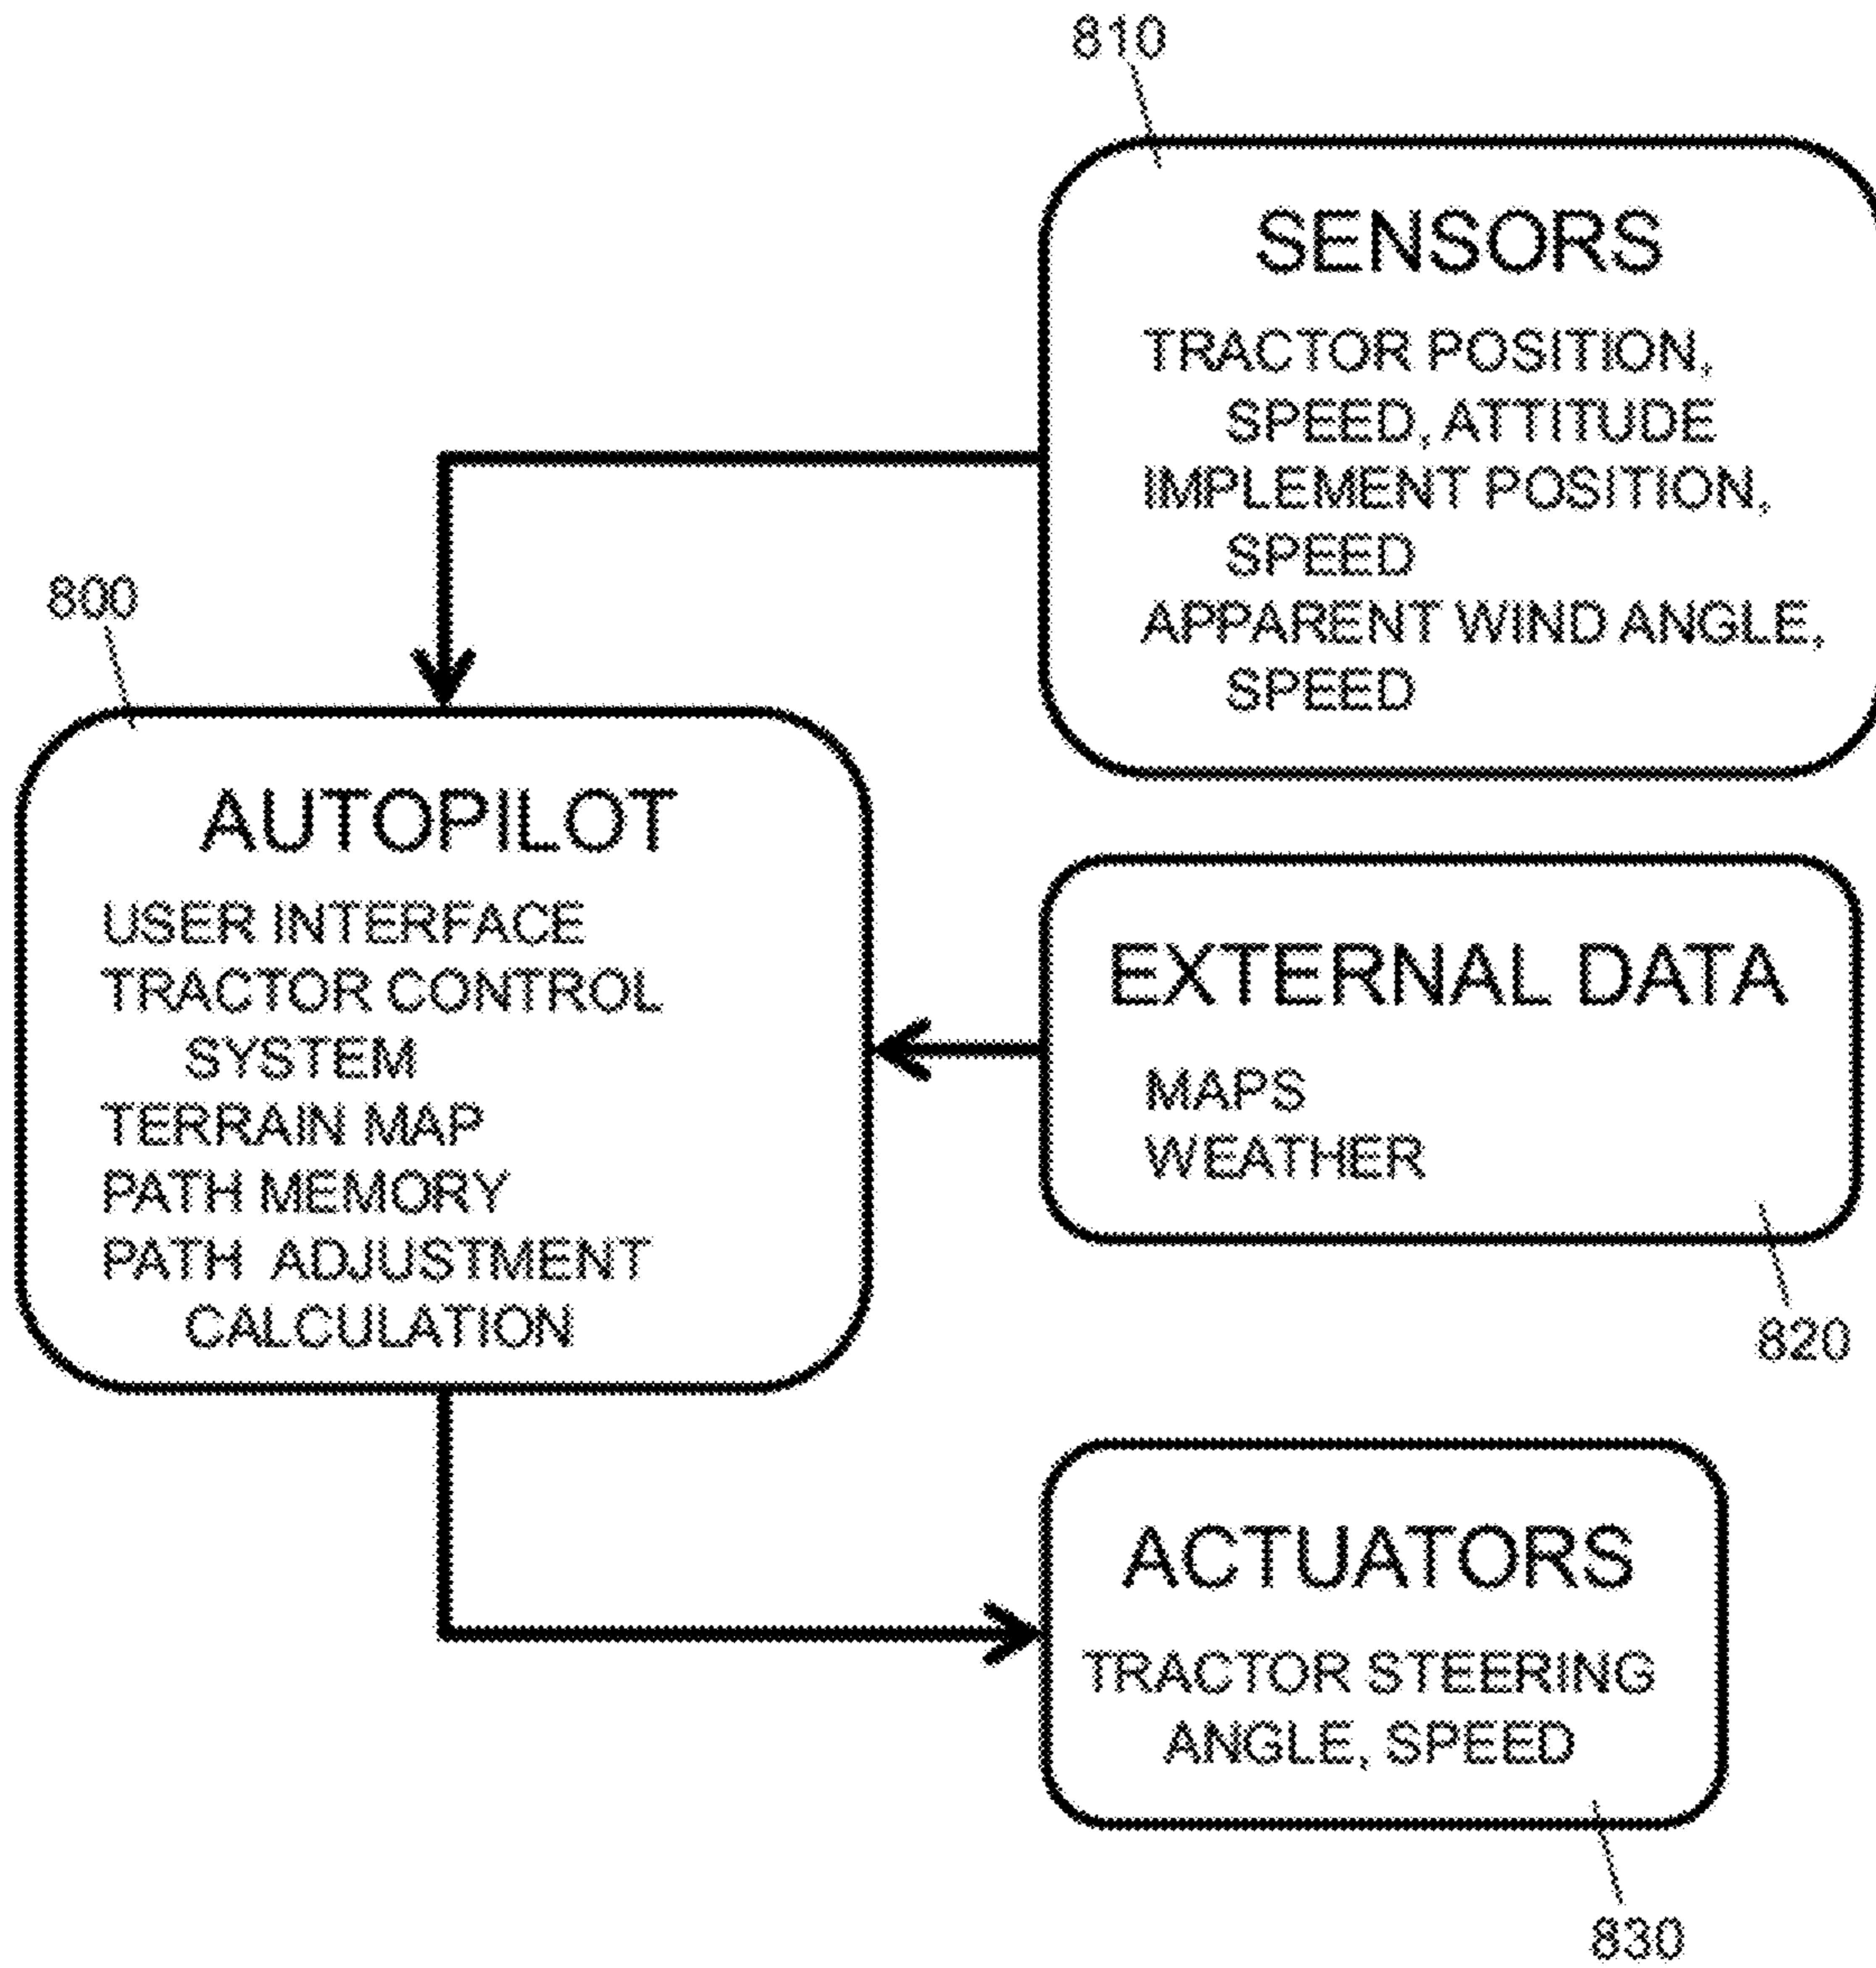 810
SENSORS
TRACTOR POSITION,
SPEED, ATTITUDE
IMPLEMENT POSITION,
SPEED
APPARENT WIND ANGLE,
SPEED
800
AUTOPILOT
USER INTERFACE
TRACTOR CONTROL
SYSTEM
TERRAIN MAP
PATH MEMORY
PATH ADJUSTMENT
CALCULATION
EXTERNAL DATA
MAPS
WEATHER
820
ACTUATORS
TRACTOR STEERING
ANGLE, SPEED
830